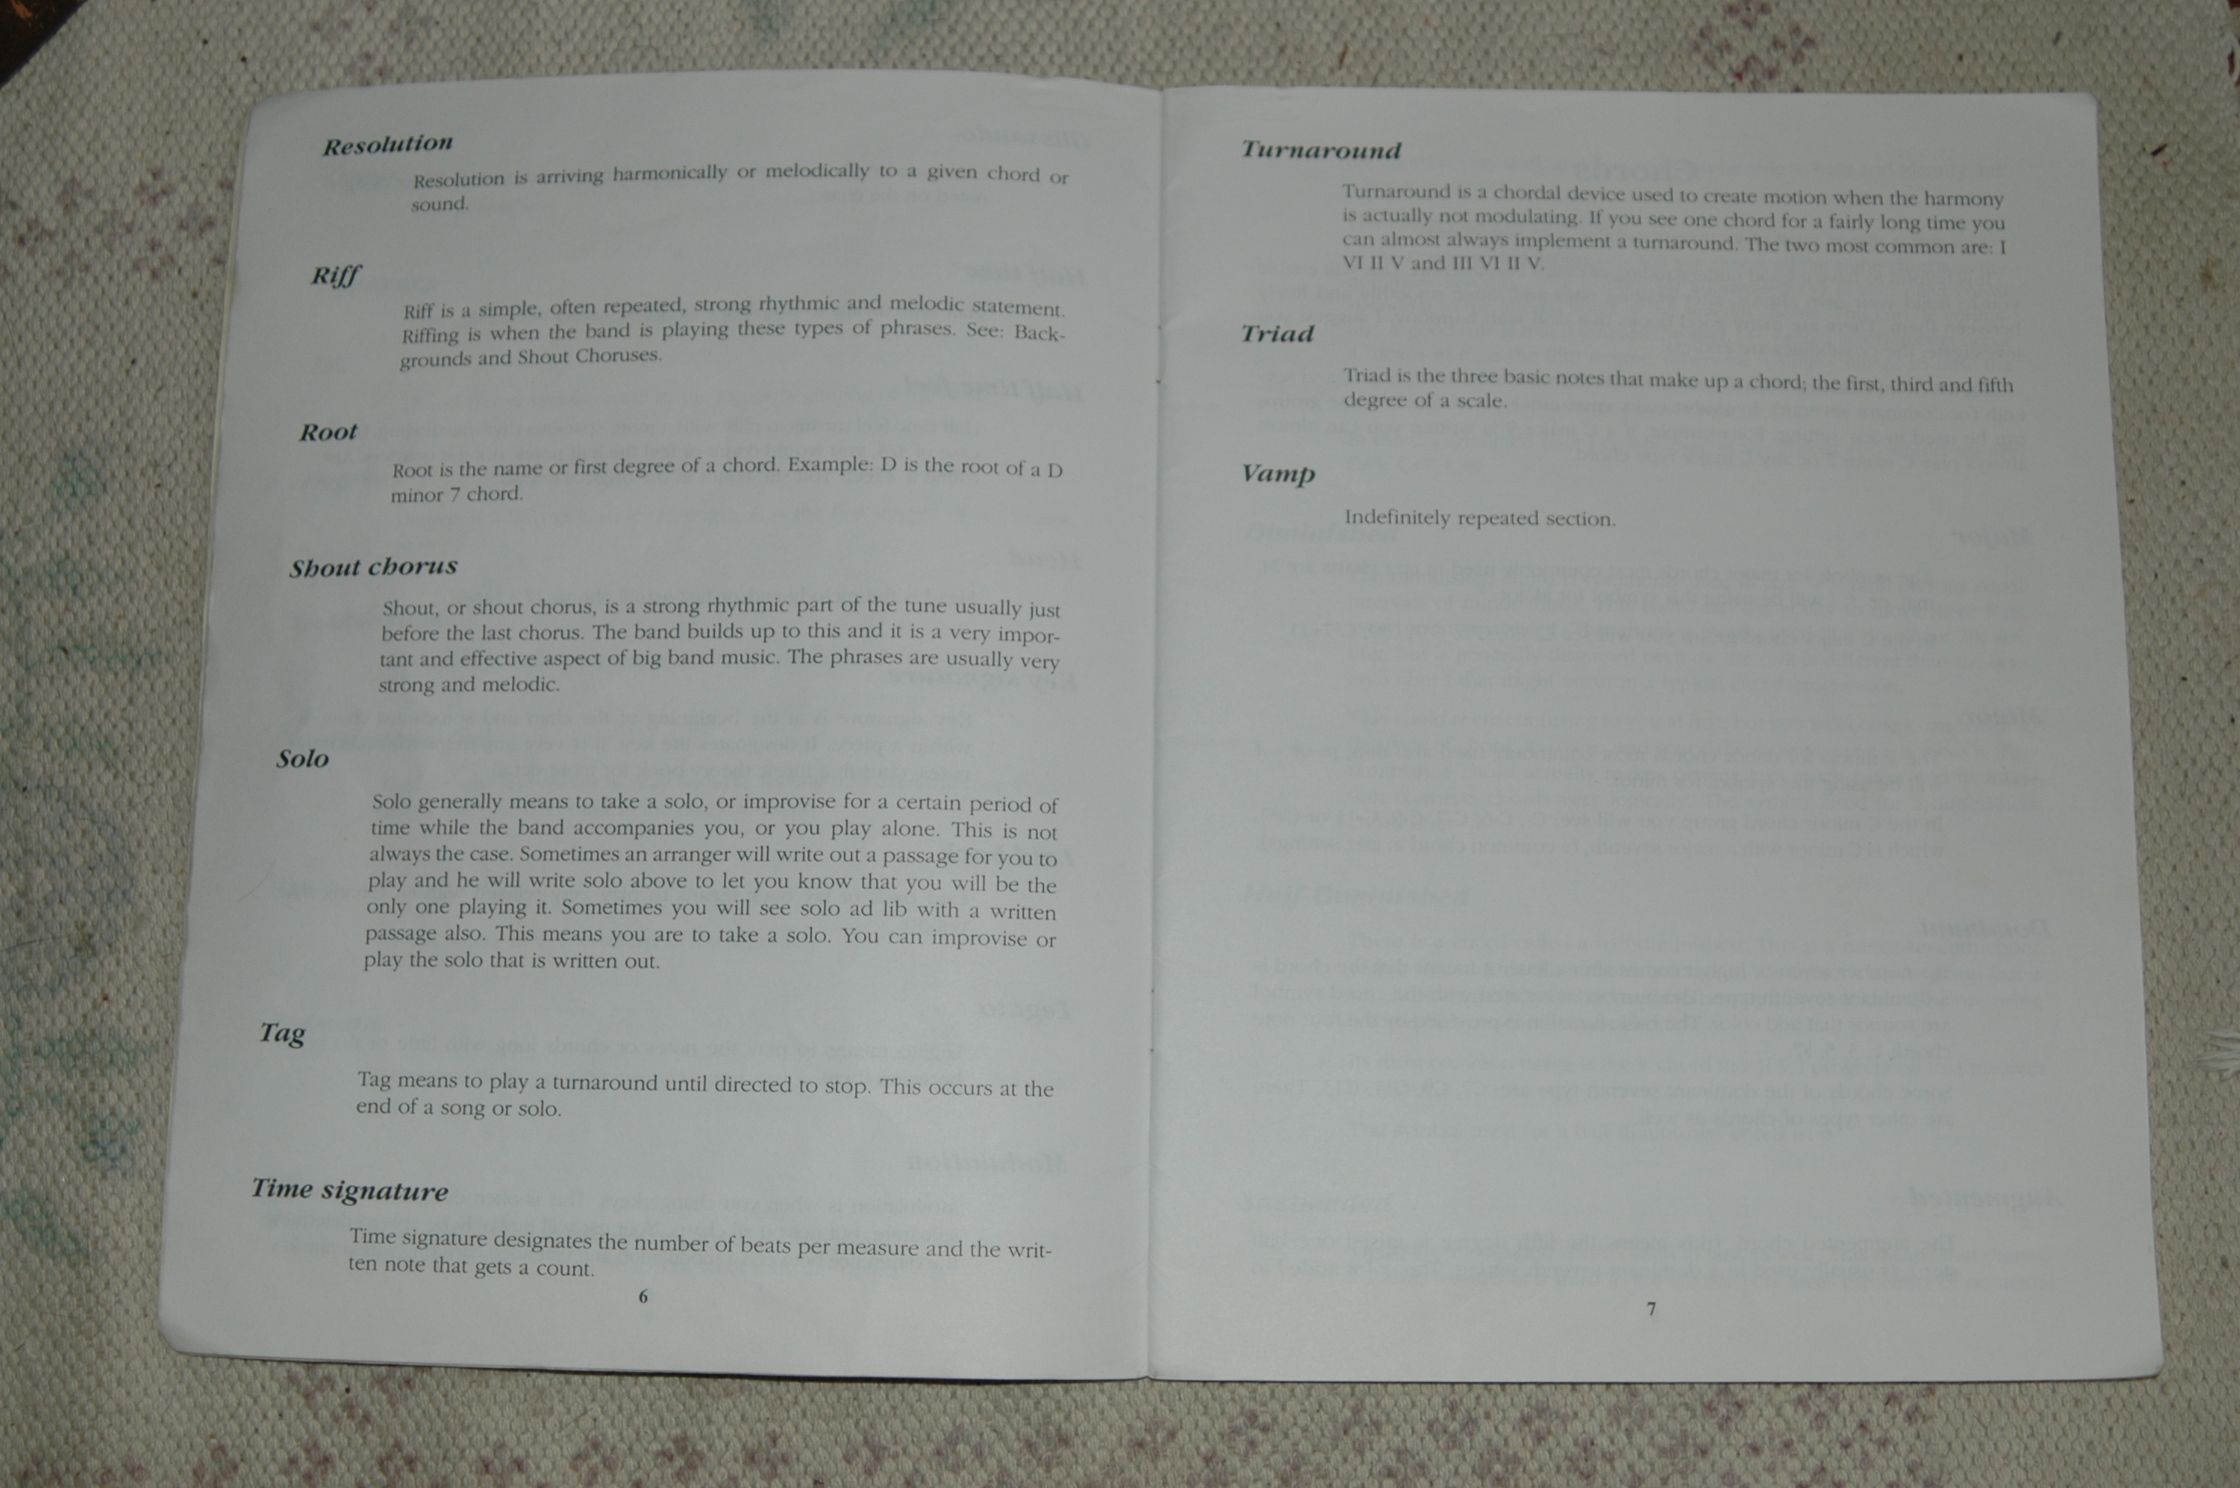 Resolution
Resolution is arriving harmonically or melodically to a given chord or
sound.
Riff
Riff is a simple, often repeated, strong rhythmic and melodic statement.
Riffing is when the band is playing these types of phrases. See: Back-
grounds and Shout Choruses.
Root
Root is the name or first degree of a chord. Example: D is the root of a D
minor 7 chord.
Shout chorus
Shout, or shout chorus, is a strong rhythmic part of the tune usually just
before the last chorus. The band builds up to this and it is a very impor-
tant and effective aspect of big band music. The phrases are usually very
strong and melodic.
Solo
Solo generally means to take a solo, or improvise for a certain period of
time while the band accompanies you, or you play alone. This is not
always the case. Sometimes an arranger will write out a passage for you to
play and he will write solo above to let you know that you will be the
only one playing it. Sometimes you will see solo ad lib with a written
passage also. This means you are to take a solo. You can improvise or
play the solo that is written out.
Tag
Tag means to play a turnaround until directed to stop. This occurs at the
end of a song or solo.
Time signature
Time signature designates the number of beats per measure and the writ-
ten note that gets a count.
6
Turnaround
Turnaround is a chordal device used to create motion when the harmony
is actually not modulating. If you see one chord for a fairly long time you
can almost always implement a turnaround. The two most common are: I
VI II V and III VI II V.
Triad
Triad is the three basic notes that make up a chord; the first, third and fifth
degree of a scale.
Vamp
Indefinitely repeated section.
7